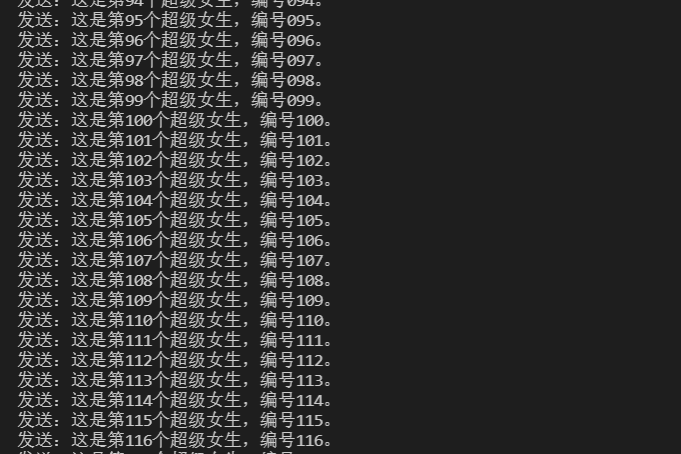 发送：这是第94个超级女生，编号094。
发送：这是第95个超级女生，编号095。
发送：这是第96个超级女生，编号096。
发送：这是第97个超级女生，编号097。
发送：这是第98个超级女生，编号098。
发送：这是第99个超级女生，编号099。
发送：这是第100个超级女生，编号100。
发送：这是第101个超级女生，编号101。
发送：这是第102个超级女生，编号102。
发送：这是第103个超级女生，编号103。
发送：这是第104个超级女生，编号104。
发送：这是第105个超级女生，编号105。
发送：这是第106个超级女生，编号106。
发送：这是第107个超级女生，编号107。
发送：这是第108个超级女生，编号108。
发送：这是第109个超级女生，编号109。
发送：这是第110个超级女生，编号110。
发送：这是第111个超级女生，编号111。
发送：这是第112个超级女生，编号112。
发送：这是第113个超级女生，编号113。
发送：这是第114个超级女生，编号114。
发送：这是第115个超级女生，编号115。
发送：这是第116个超级女生，编号116。